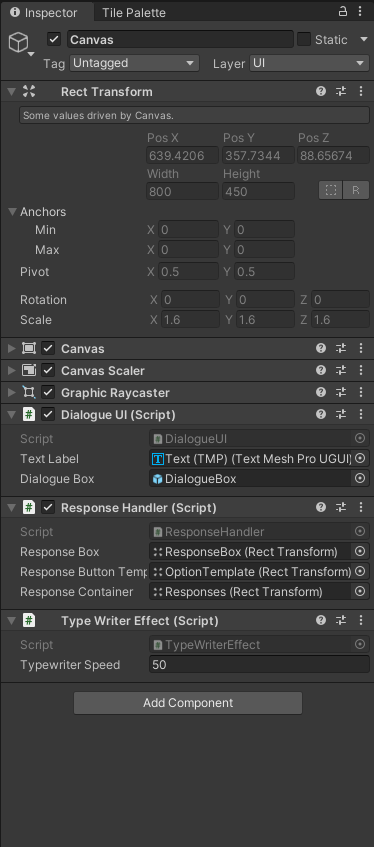 Inspector Tile Palette
Canvas Static
Tag Untagged Layer UI
Rect Transform
Some values driven by Canvas.
Pos X Pos Y Pos Z
639.4206 357.7344 88.65674
Width Height
800 450 R
Anchors
Min X 0 Y 0
Max X 0 Y 0
Pivot X 0.5 Y 0.5
Rotation X 0 Y 0 Z 0
Scale X 1.6 Y 1.6 Z 1.6
Canvas
Canvas Scaler
Graphic Raycaster
# Dialogue UI (Script)
Script # DialogueUI
Text Label T Text (TMP) (Text Mesh Pro UGUI)
Dialogue Box DialogueBox
# Response Handler (Script)
Script # ResponseHandler
Response Box ResponseBox (Rect Transform)
Response Button Temp OptionTemplate (Rect Transform)
Response Container Responses (Rect Transform)
# Type Writer Effect (Script)
Script # TypeWriterEffect
Typewriter Speed 50
Add Component